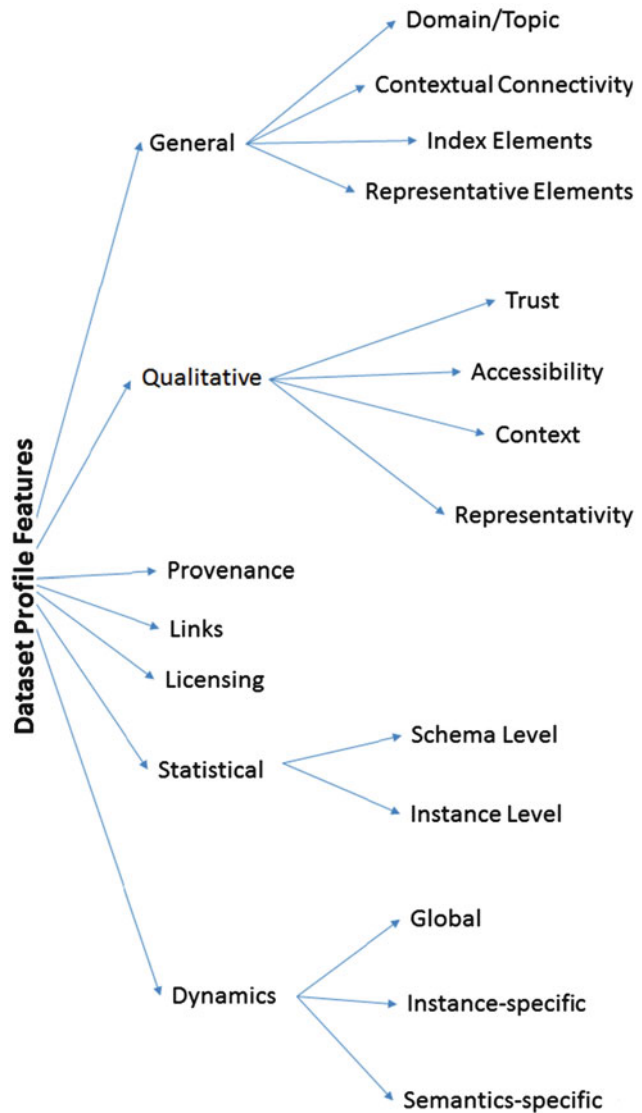 Dataset Profile Features
General
Domain/Topic
Contextual Connectivity
Index Elements
Representative Elements
Qualitative
Trust
Accessibility
Context
Representativity
Provenance
Links
Licensing
Statistical
Schema Level
Instance Level
Dynamics
Global
Instance-specific
Semantics-specific